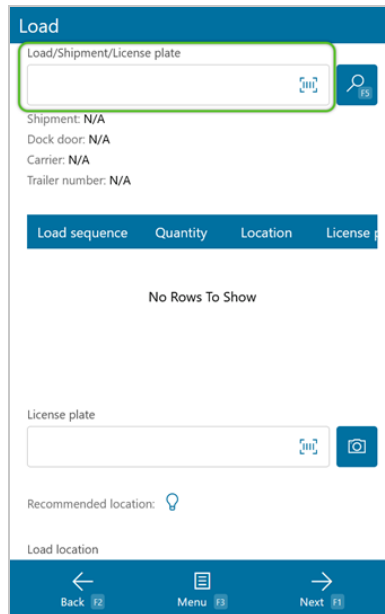 Load
Load/Shipment/License plate
F5
Shipment: N/A
Dock door: N/A
Carrier: N/A
Trailer number: N/A
Load sequence Quantity Location License p
No Rows To Show
License plate
Recommended location:
Load location
Back F2 Menu F3 Next F1